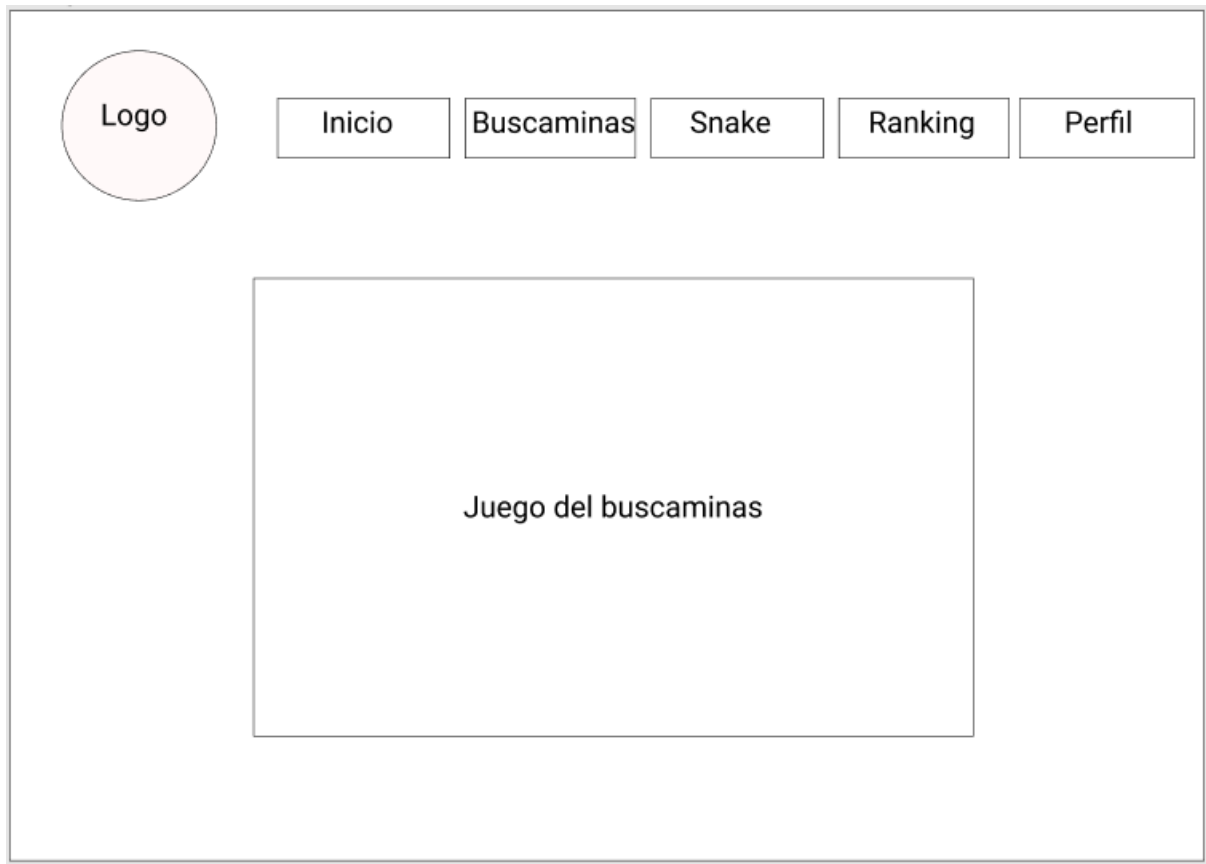 Logo
Inicio
Buscaminas
Snake
Ranking
Perfil
Juego del buscaminas